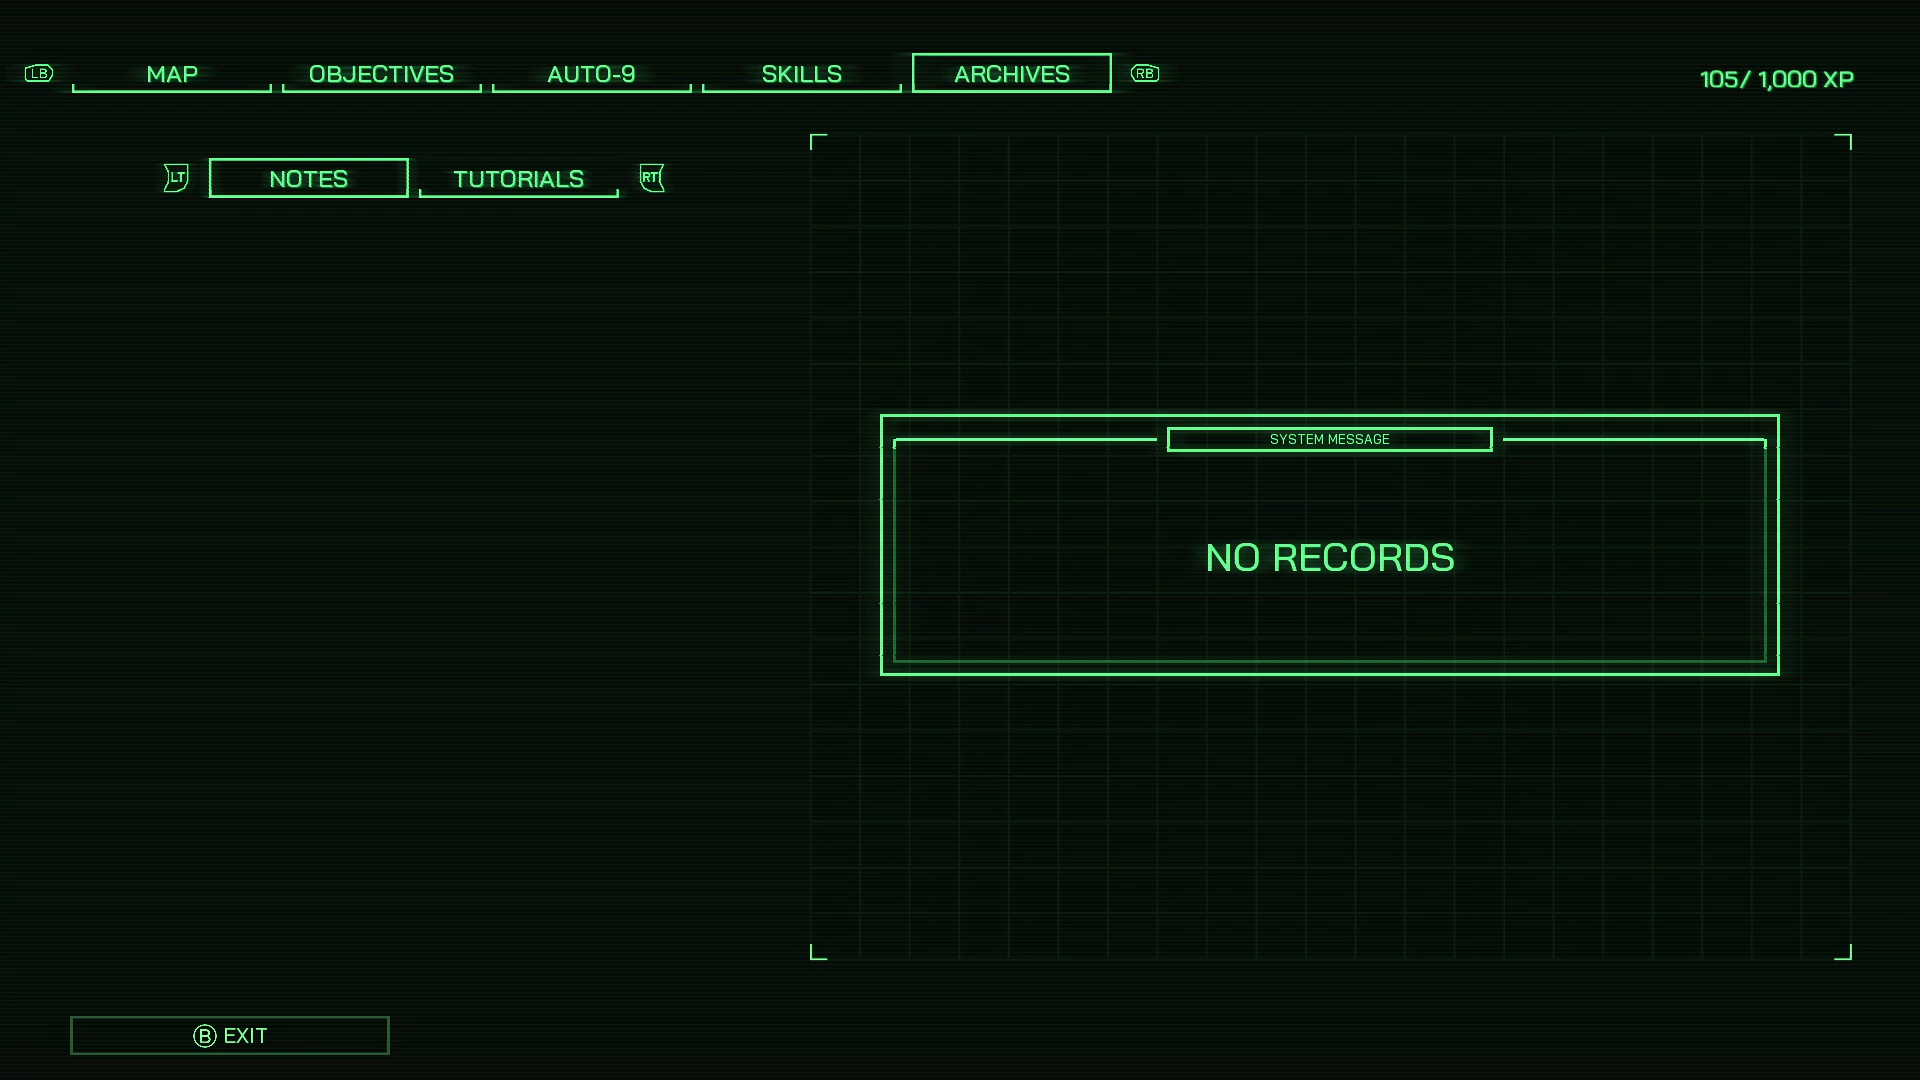 LB MAP OBJECTIVES AUTO-9 SKILLS ARCHIVES RB
105/ 1,000 XP
LT NOTES TUTORIALS RT
SYSTEM MESSAGE
NO RECORDS
B EXIT